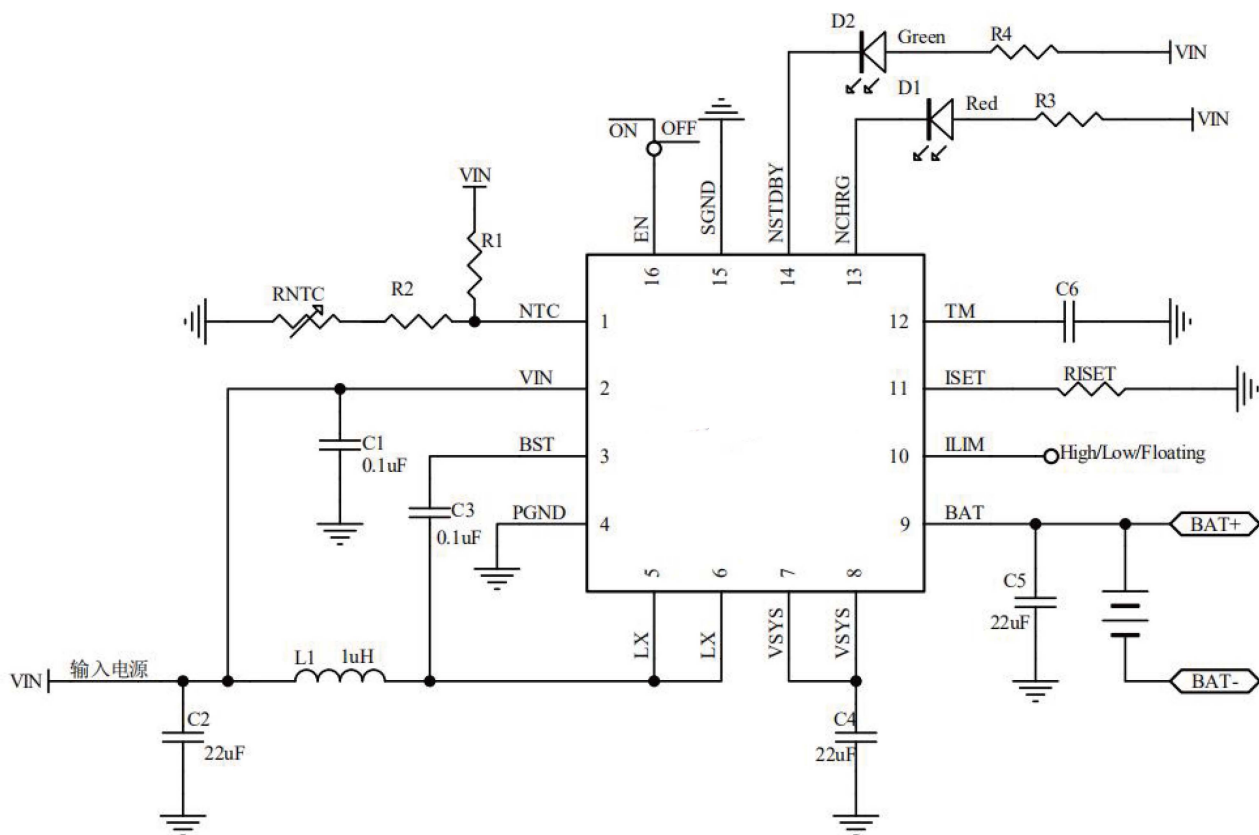 D2
Green
R4
VIN
D1
Red
R3
VIN
ON
OFF
VIN
EN
SGND
NSTDBY
NCHRG
R1
16
15
14
13
RNTC
R2
NTC
1
12
TM
C6
VIN
2
11
ISET
RISET
C1
0.1uF
BST
3
10
ILIM
High/Low/Floating
C3
0.1uF
PGND
4
9
BAT
BAT+
5
6
7
8
C5
22uF
LX
LX
VSYS
VSYS
VIN
输入电源
L1
1uH
BAT-
C2
22uF
C4
22uF